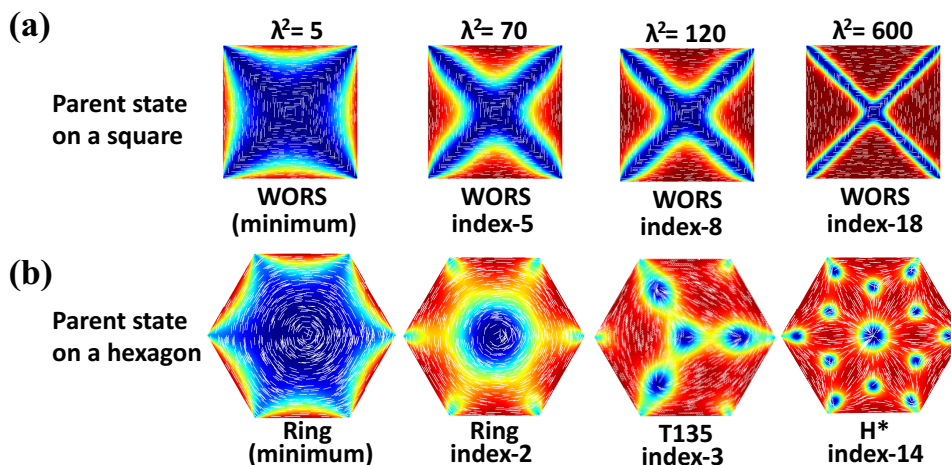 (a)
λ²= 5 λ²= 70 λ²= 120 λ²= 600
Parent state
on a square
WORS WORS WORS WORS
(minimum) index-5 index-8 index-18
(b)
Parent state
on a hexagon
Ring Ring T135 H*
(minimum) index-2 index-3 index-14